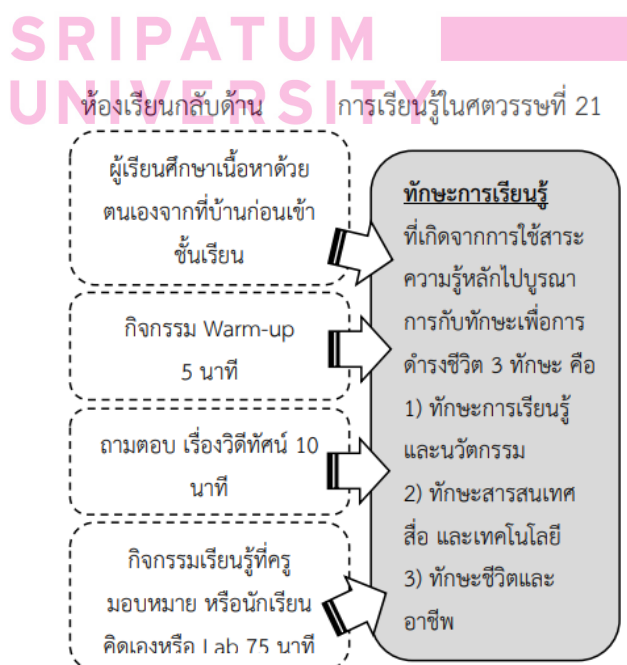 SRIPATUM
UNIVERSITY
ห้องเรียนกลับด้าน
การเรียนรู้ในศตวรรษที่ 21
ผู้เรียนศึกษาเนื้อหาด้วย
ตนเองจากที่บ้านก่อนเข้า
ชั้นเรียน
กิจกรรม Warm-up
5 นาที
ถามตอบ เรื่องวิดีทัศน์ 10
นาที
กิจกรรมเรียนรู้ที่ครู
มอบหมาย หรือนักเรียน
คิดเองหรือ Lab 75 นาที
ทักษะการเรียนรู้
ที่เกิดจากการใช้สาระ
ความรู้หลักไปบูรณา
การกับทักษะเพื่อการ
ดำรงชีวิต 3 ทักษะ คือ
1) ทักษะการเรียนรู้
และนวัตกรรม
2) ทักษะสารสนเทศ
สื่อ และเทคโนโลยี
3) ทักษะชีวิตและ
อาชีพ